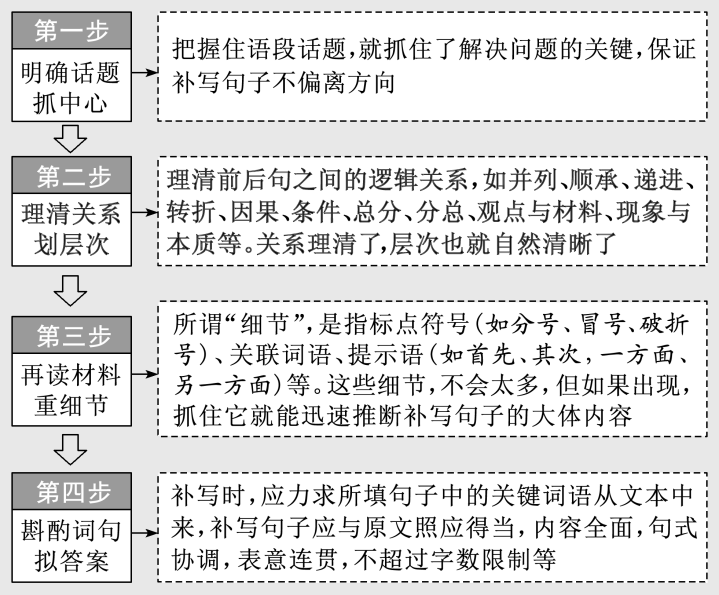 第一步
明确话题
抓中心
把握住语段话题,就抓住了解决问题的关键,保证
补写句子不偏离方向
第二步
理清关系
划层次
理清前后句之间的逻辑关系,如并列、顺承、递进、
转折、因果、条件、总分、分总、观点与材料、现象与
本质等。关系理清了,层次也就自然清晰了
第三步
再读材料
重细节
所谓“细节”,是指标点符号(如分号、冒号、破折
号)、关联词语、提示语(如首先、其次,一方面、
另一方面)等。这些细节,不会太多,但如果出现,
抓住它就能迅速推断补写句子的大体内容
第四步
斟酌词句
拟答案
补写时,应力求所填句子中的关键词语从文本中
来,补写句子应与原文照应得当,内容全面,句式
协调,表意连贯,不超过字数限制等